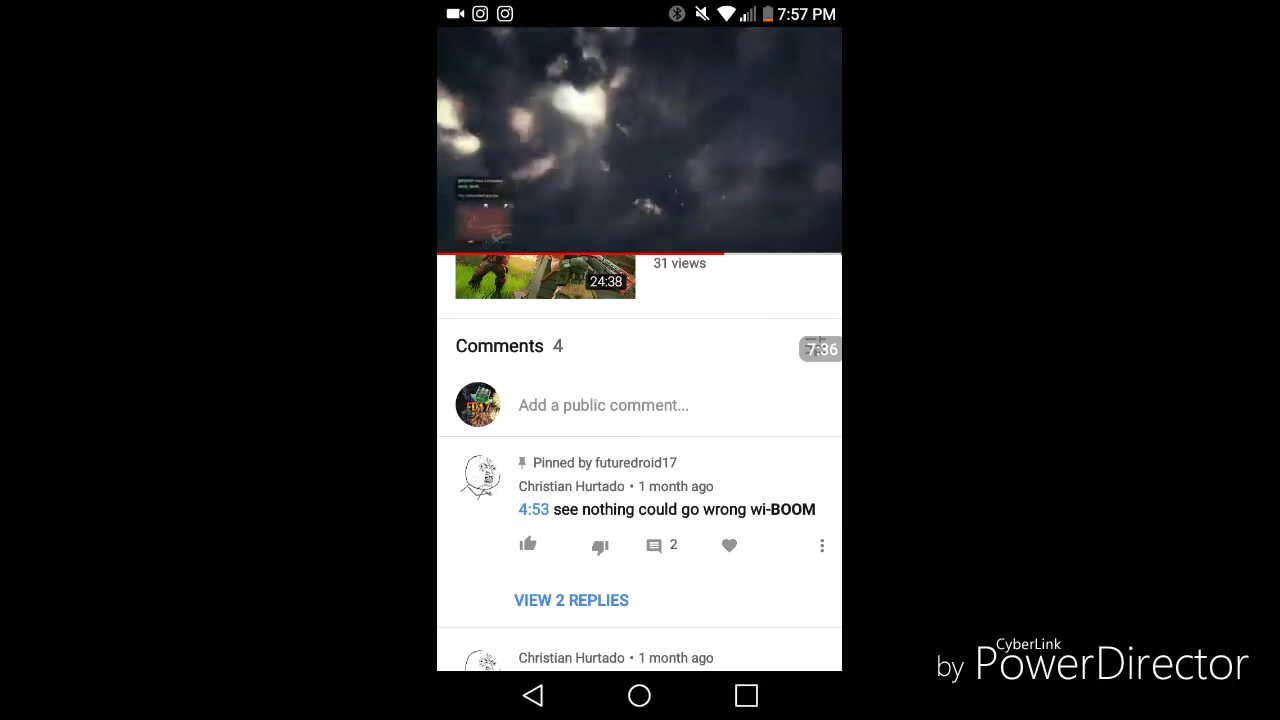 7:57 PM
31 views
24:38
Comments 4
7:36
Add a public comment...
Pinned by futuredroid17
Christian Hurtado • 1 month ago
4:53 see nothing could go wrong wi-BOOM
2
VIEW 2 REPLIES
Christian Hurtado • 1 month ago
CyberLink
by PowerDirector